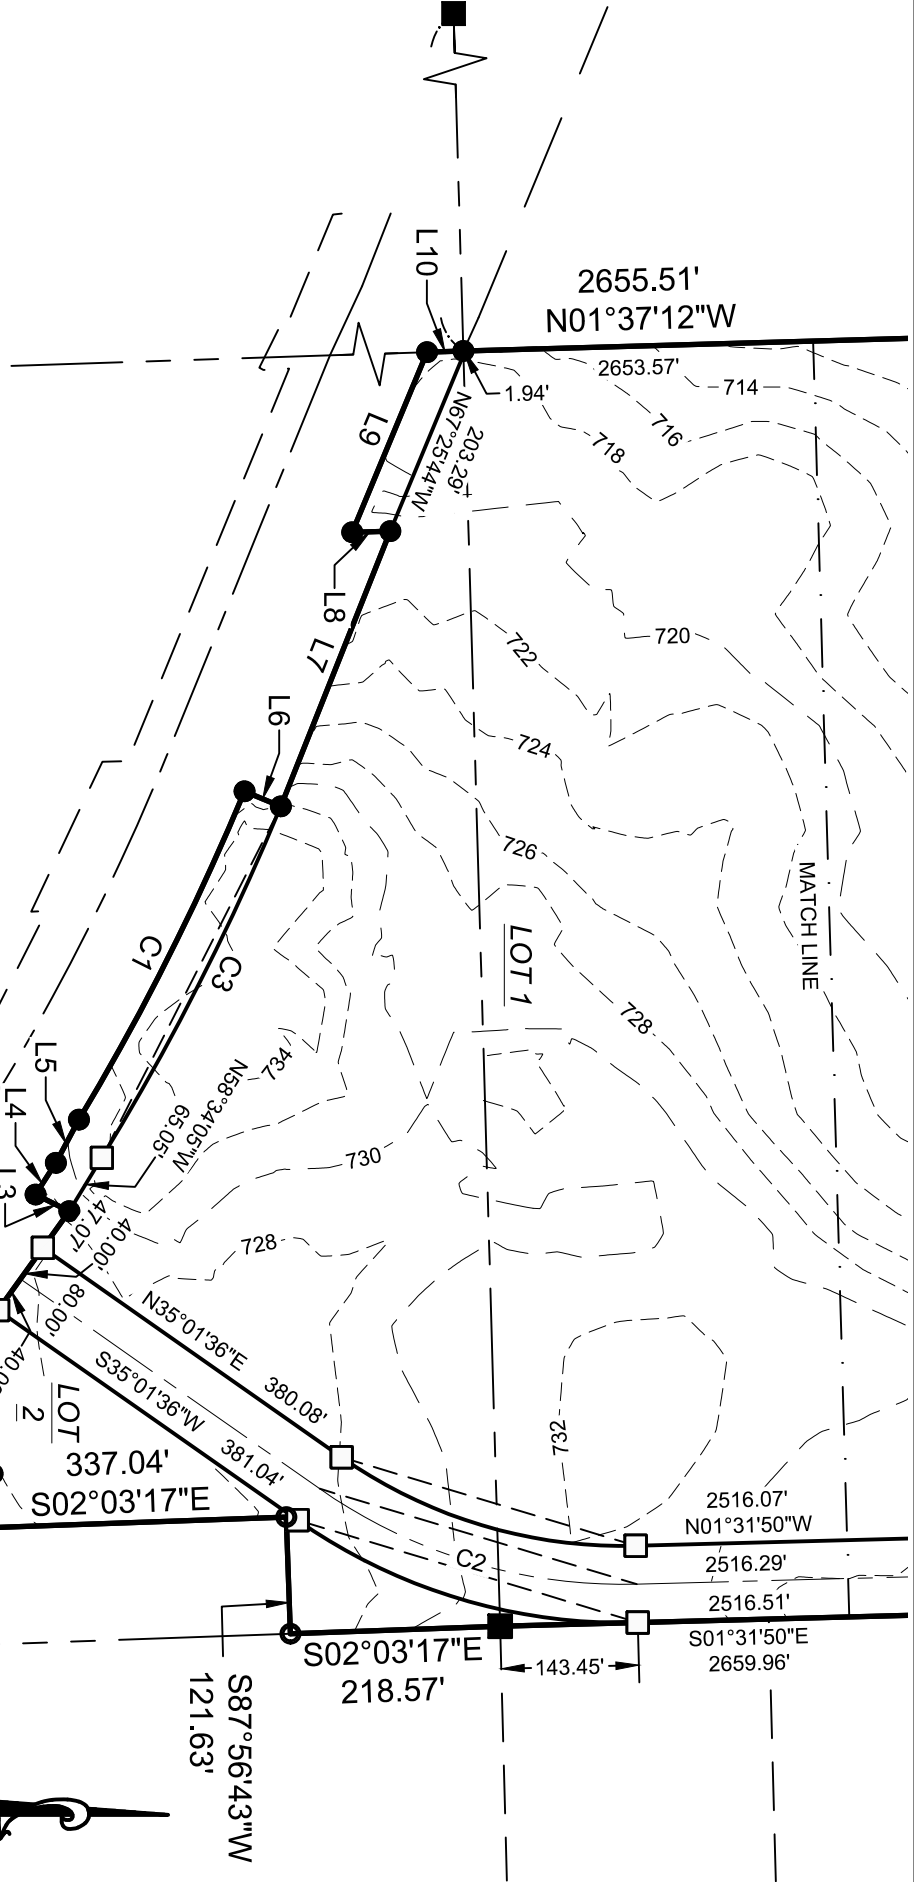 L10
2655.51'
N01°37'12"W
2653.57'
1.94'
714
716
718
L9
203.29'
N67°25'44"W
L8
L7
720
722
L6
724
726
MATCH LINE
LOT 1
C1
C3
728
734
L5
L4
L3
N58°34'05"W
65.05'
730
47.07'
40.00'
80.00'
728
N35°01'36"E
380.08'
S35°01'36"W
381.04'
LOT
2
732
337.04'
S02°03'17"E
2516.07'
N01°31'50"W
2516.29'
C2
2516.51'
S01°31'50"E
2659.96'
S02°03'17"E
218.57'
143.45'
S87°56'43"W
121.63'